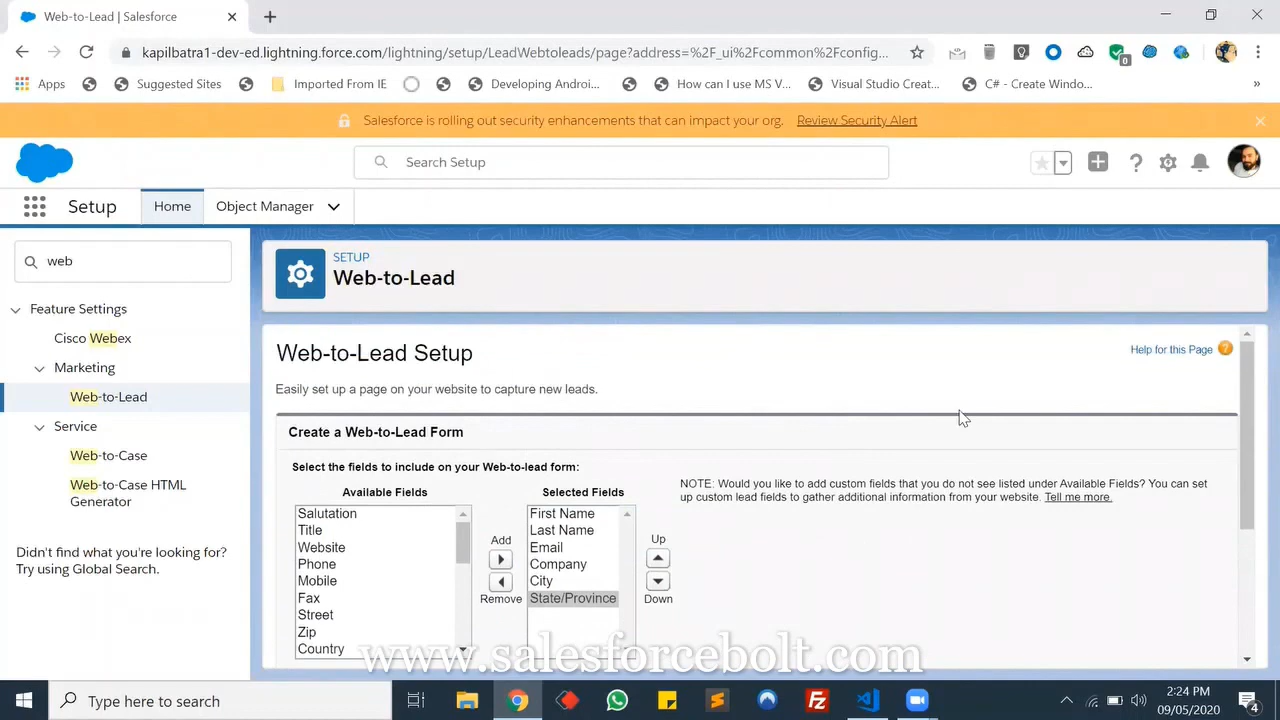 Web-to-Lead | Salesforce
kapilbatra1-dev-ed.lightning.force.com/lightning/setup/LeadWebtoleads/page?address=%2F_ui%2Fcommon%2Fconfig...
0
Apps
Suggested Sites
Imported From IE
Developing Androi...
How can I use MS V...
Visual Studio Creat...
C# - Create Windo...
Salesforce is rolling out security enhancements that can impact your org. Review Security Alert
Search Setup
Setup
Home
Object Manager
web
Feature Settings
Cisco Webex
Marketing
Web-to-Lead
Service
Web-to-Case
Web-to-Case HTML
Generator
Didn't find what you're looking for?
Try using Global Search.
SETUP
Web-to-Lead
Web-to-Lead Setup
Help for this Page
Easily set up a page on your website to capture new leads.
Create a Web-to-Lead Form
Select the fields to include on your Web-to-lead form:
Available Fields
Salutation
Title
Website
Phone
Mobile
Fax
Street
Zip
Country
Add
Remove
Selected Fields
First Name
Last Name
Email
Company
City
State/Province
Up
Down
NOTE: Would you like to add custom fields that you do not see listed under Available Fields? You can set
up custom lead fields to gather additional information from your website. Tell me more.
www.salesforcebolt.com
Type here to search
2:24 PM
09/05/2020
4